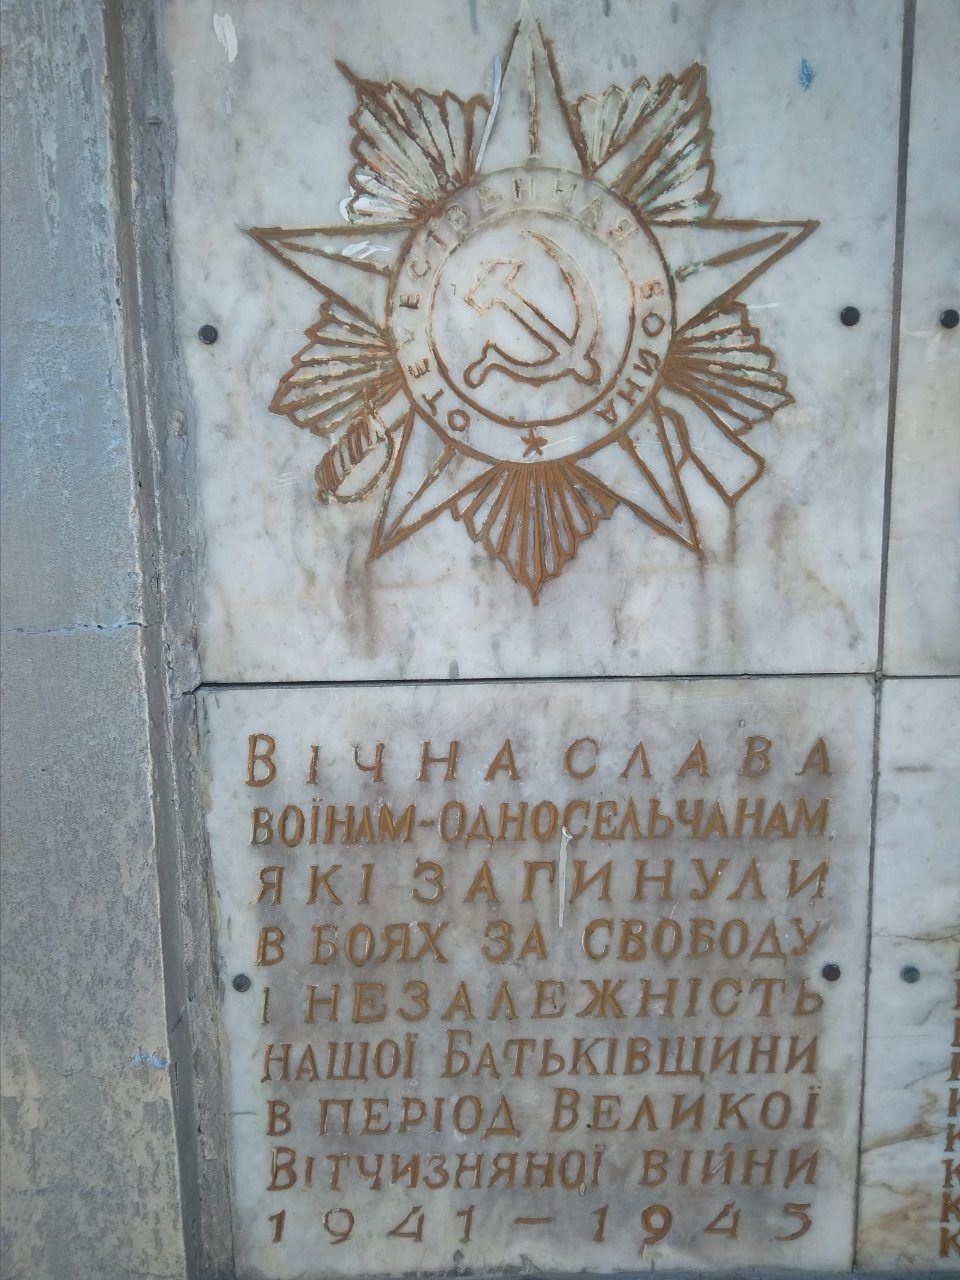 ОТЕЧЕСТВЕННАЯ ВОЙНА
ВІЧНА СЛАВА
ВОЇНАМ-ОДНОСЕЛЬЧАНАМ
ЯКІ ЗАГИНУЛИ
В БОЯХ ЗА СВОБОДУ
І НЕЗАЛЕЖНІСТЬ
НАЩОЇ БАТЬКІВЩИНИ
В ПЕРІОД ВЕЛИКОЇ
ВІТЧИЗНЯНОЇ ВІЙНИ
1941-1945